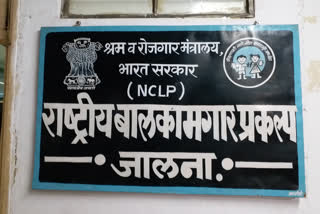 श्रम व रोजगार मंत्रालय,
भारत सरकार
(NCLP)
राष्ट्रीय बालकामगार प्रकल्प
जालना.